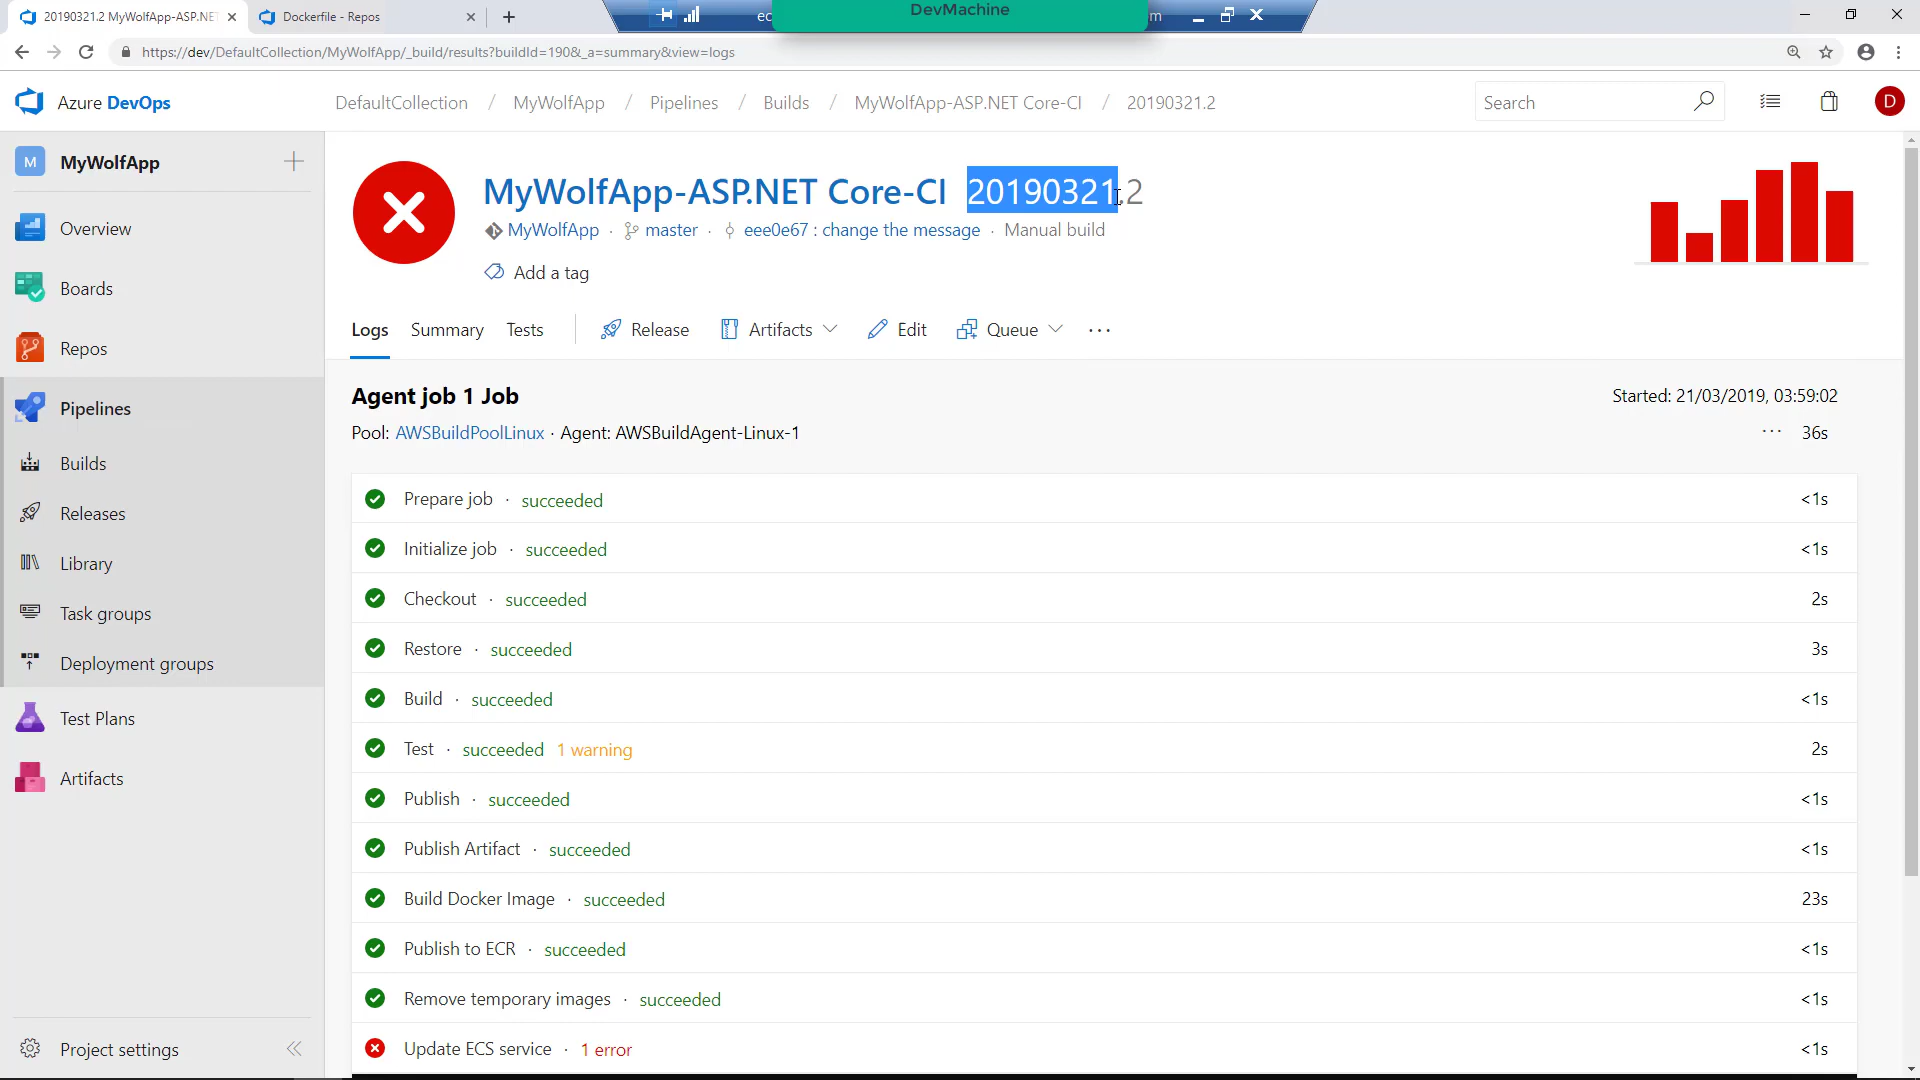 20190321.2 MyWolfApp-ASP.NET
Dockerfile - Repos
ec
DevMachine
m
https://dev/DefaultCollection/MyWolfApp/_build/results?buildId=190&_a=summary&view=logs
Azure DevOps
DefaultCollection / MyWolfApp / Pipelines / Builds / MyWolfApp-ASP.NET Core-CI / 20190321.2
Search
D
M MyWolfApp
Overview
Boards
Repos
Pipelines
Builds
Releases
Library
Task groups
Deployment groups
Test Plans
Artifacts
Project settings
MyWolfApp-ASP.NET Core-CI 20190321.2
MyWolfApp · master · eee0e67 : change the message · Manual build
Add a tag
Logs Summary Tests Release Artifacts Edit Queue ...
Agent job 1 Job
Started: 21/03/2019, 03:59:02
Pool: AWSBuildPoolLinux · Agent: AWSBuildAgent-Linux-1
... 36s
Prepare job · succeeded <1s
Initialize job · succeeded <1s
Checkout · succeeded 2s
Restore · succeeded 3s
Build · succeeded <1s
Test · succeeded 1 warning 2s
Publish · succeeded <1s
Publish Artifact · succeeded <1s
Build Docker Image · succeeded 23s
Publish to ECR · succeeded <1s
Remove temporary images · succeeded <1s
Update ECS service · 1 error <1s